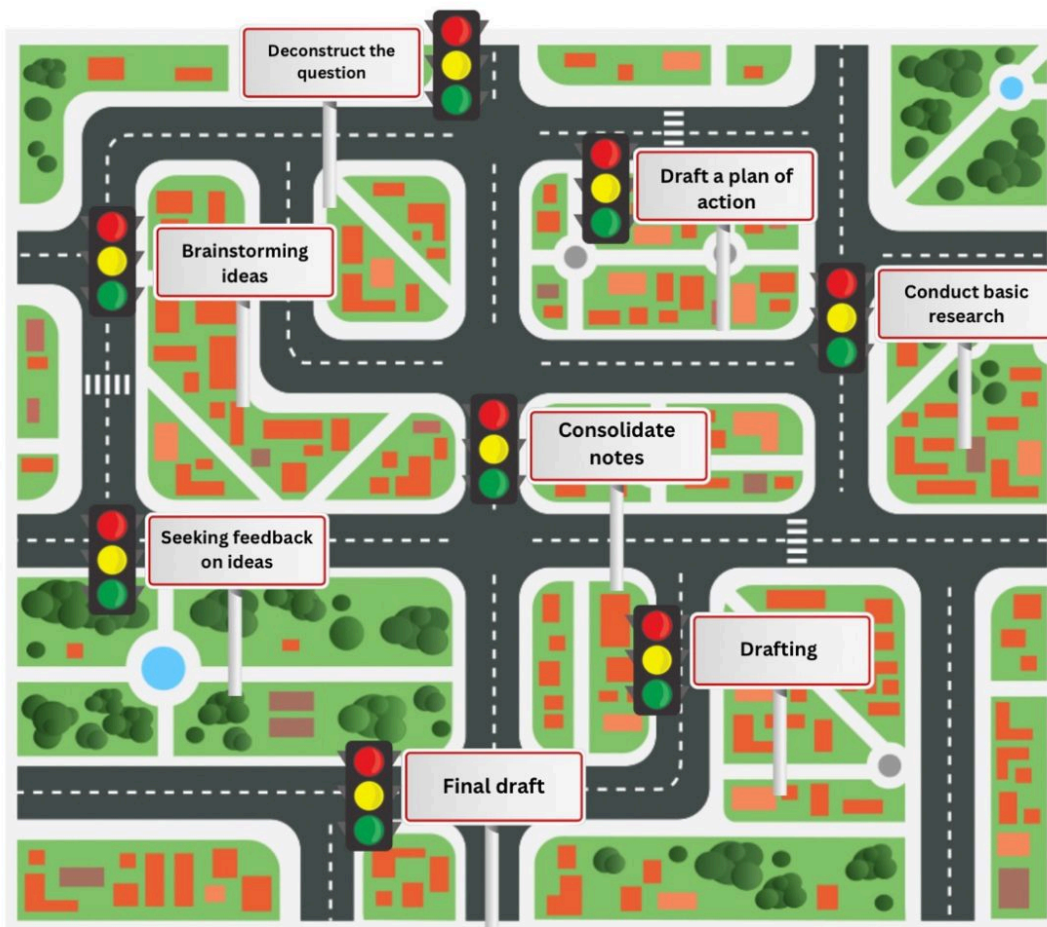 Deconstruct the
question
Draft a plan of
action
Brainstorming
ideas
Conduct basic
research
Consolidate
notes
Seeking feedback
on ideas
Drafting
Final draft